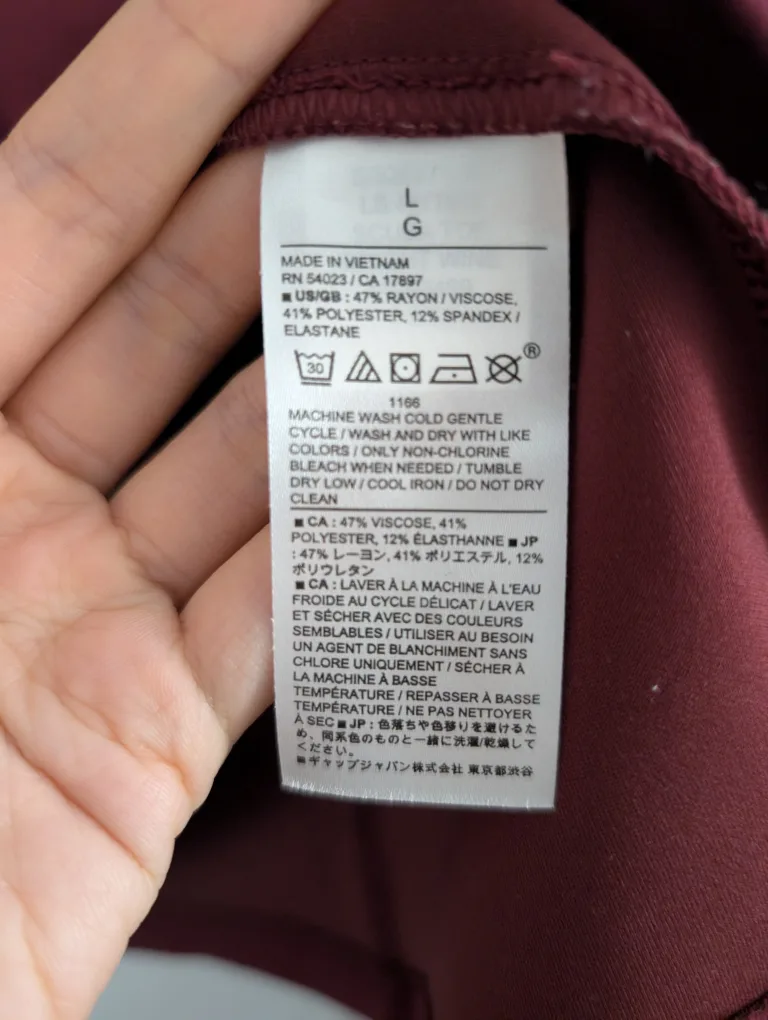 L
G
MADE IN VIETNAM
RN 54023 / CA 17897
■ US/GB : 47% RAYON / VISCOSE,
41% POLYESTER, 12% SPANDEX /
ELASTANE
30 ®
1166
MACHINE WASH COLD GENTLE
CYCLE / WASH AND DRY WITH LIKE
COLORS / ONLY NON-CHLORINE
BLEACH WHEN NEEDED / TUMBLE
DRY LOW / COOL IRON / DO NOT DRY
CLEAN
■ CA : 47% VISCOSE, 41%
POLYESTER, 12% ÉLASTHANNE ■ JP
: 47% レーヨン, 41% ポリエステル, 12%
ポリウレタン
■ CA : LAVER À LA MACHINE À L'EAU
FROIDE AU CYCLE DÉLICAT / LAVER
ET SÉCHER AVEC DES COULEURS
SEMBLABLES / UTILISER AU BESOIN
UN AGENT DE BLANCHIMENT SANS
CHLORE UNIQUEMENT / SÉCHER À
LA MACHINE À BASSE
TEMPÉRATURE / REPASSER À BASSE
TEMPÉRATURE / NE PAS NETTOYER
À SEC ■ JP : 色落ちや色移りを避けるた
め、同系色のものと一緒に洗濯/乾燥して
ください。
■ギャップジャパン株式会社 東京都渋谷